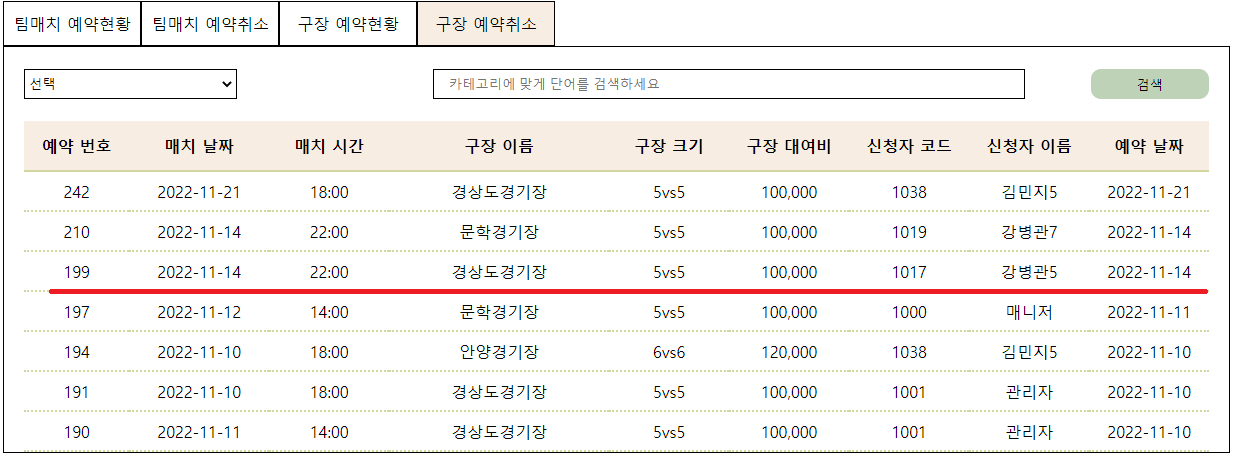 팀매치 예약현황 팀매치 예약취소 구장 예약현황 구장 예약취소
선택 카테고리에 맞게 단어를 검색하세요 검색
예약 번호 매치 날짜 매치 시간 구장 이름 구장 크기 구장 대여비 신청자 코드 신청자 이름 예약 날짜
242 2022-11-21 18:00 경상도경기장 5vs5 100,000 1038 김민지5 2022-11-21
210 2022-11-14 22:00 문학경기장 5vs5 100,000 1019 강병관7 2022-11-14
199 2022-11-14 22:00 경상도경기장 5vs5 100,000 1017 강병관5 2022-11-14
197 2022-11-12 14:00 문학경기장 5vs5 100,000 1000 매니저 2022-11-11
194 2022-11-10 18:00 안양경기장 6vs6 120,000 1038 김민지5 2022-11-10
191 2022-11-10 18:00 경상도경기장 5vs5 100,000 1001 관리자 2022-11-10
190 2022-11-11 14:00 경상도경기장 5vs5 100,000 1001 관리자 2022-11-10